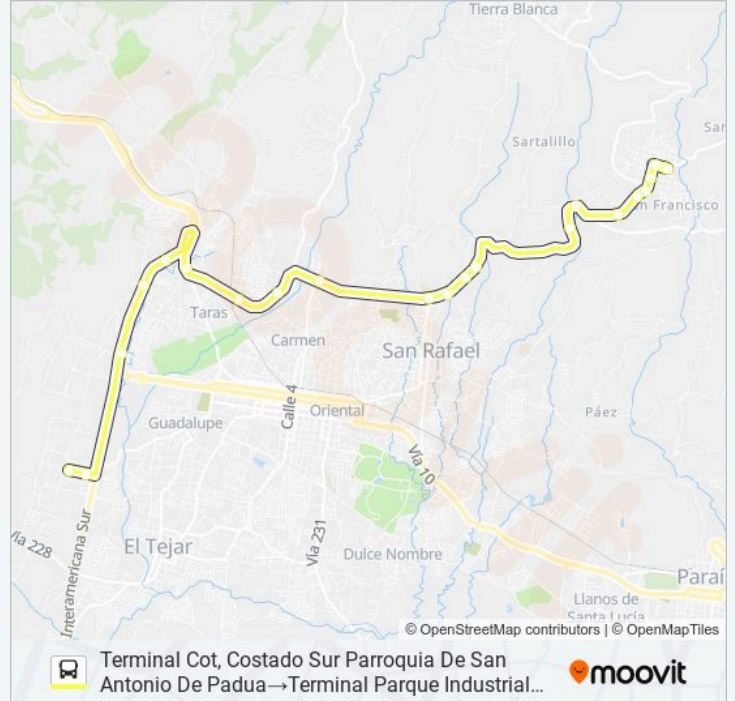 Tierra Blanca
Sartalillo
San
n Francisco
Taras
Carmen
San Rafael
Calle 4
Oriental
Guadalupe
Páez
Vía 10
Vía 231
Interamericana Sur
Vía 228
El Tejar
Dulce Nombre
Paraí
Llanos de
Santa Lucía
© OpenStreetMap contributors | © OpenMapTiles
Terminal Cot, Costado Sur Parroquia De San
Antonio De Padua→Terminal Parque Industrial...
moovit